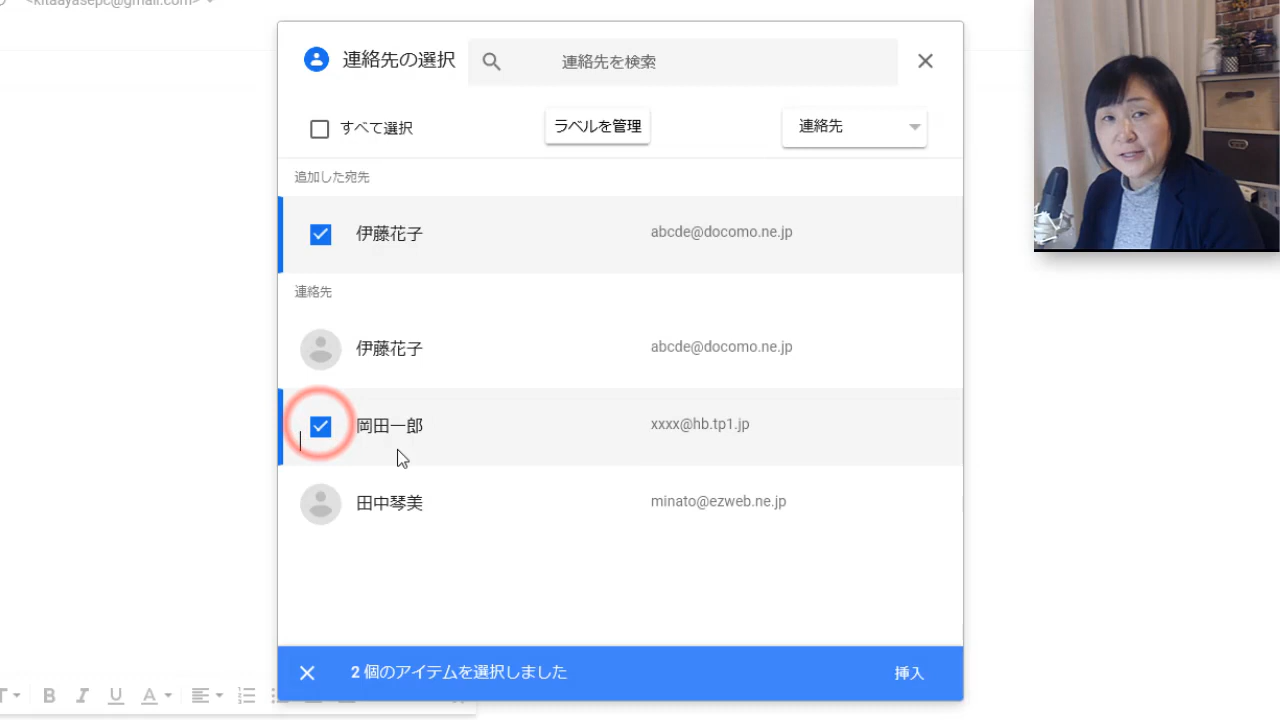 <kitaayasepc@gmail.com>
連絡先の選択
連絡先を検索
すべて選択
ラベルを管理
連絡先
追加した宛先
伊藤花子 abcde@docomo.ne.jp
連絡先
伊藤花子 abcde@docomo.ne.jp
岡田一郎 xxxx@hb.tp1.jp
田中琴美 minato@ezweb.ne.jp
2 個のアイテムを選択しました 挿入
B I U A